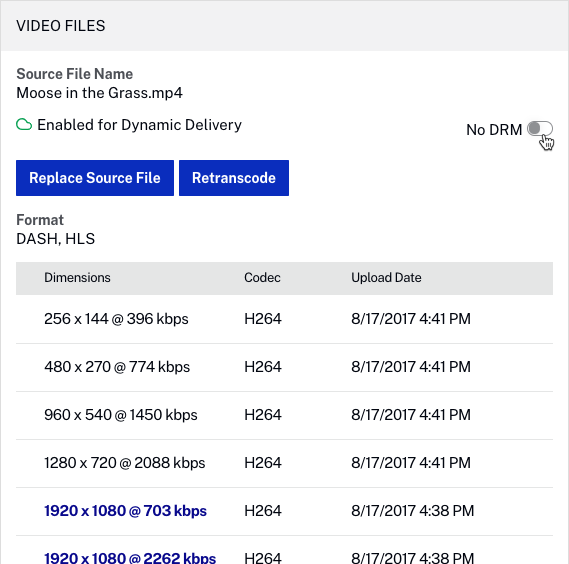 VIDEO FILES
Source File Name
Moose in the Grass.mp4
Enabled for Dynamic Delivery
No DRM
Replace Source File Retranscode
Format
DASH, HLS
Dimensions Codec Upload Date
256 x 144 @ 396 kbps H264 8/17/2017 4:41 PM
480 x 270 @ 774 kbps H264 8/17/2017 4:41 PM
960 x 540 @ 1450 kbps H264 8/17/2017 4:41 PM
1280 x 720 @ 2088 kbps H264 8/17/2017 4:41 PM
1920 x 1080 @ 703 kbps H264 8/17/2017 4:38 PM
1920 x 1080 @ 2262 kbps H264 8/17/2017 4:38 PM